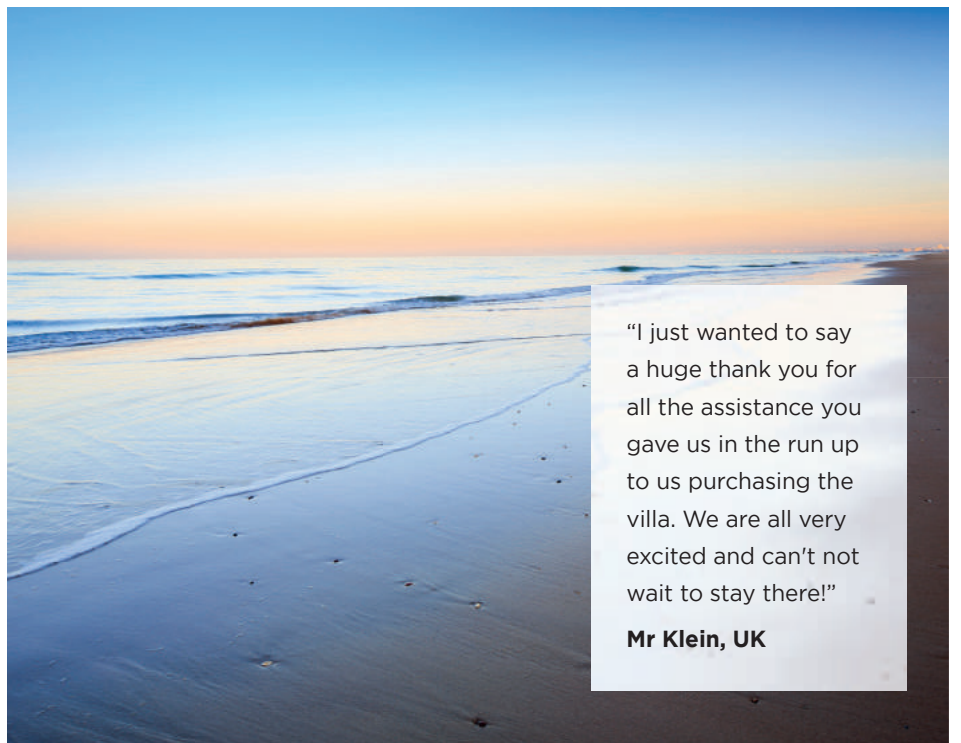 “I just wanted to say
a huge thank you for
all the assistance you
gave us in the run up
to us purchasing the
villa. We are all very
excited and can't not
wait to stay there!”
Mr Klein, UK